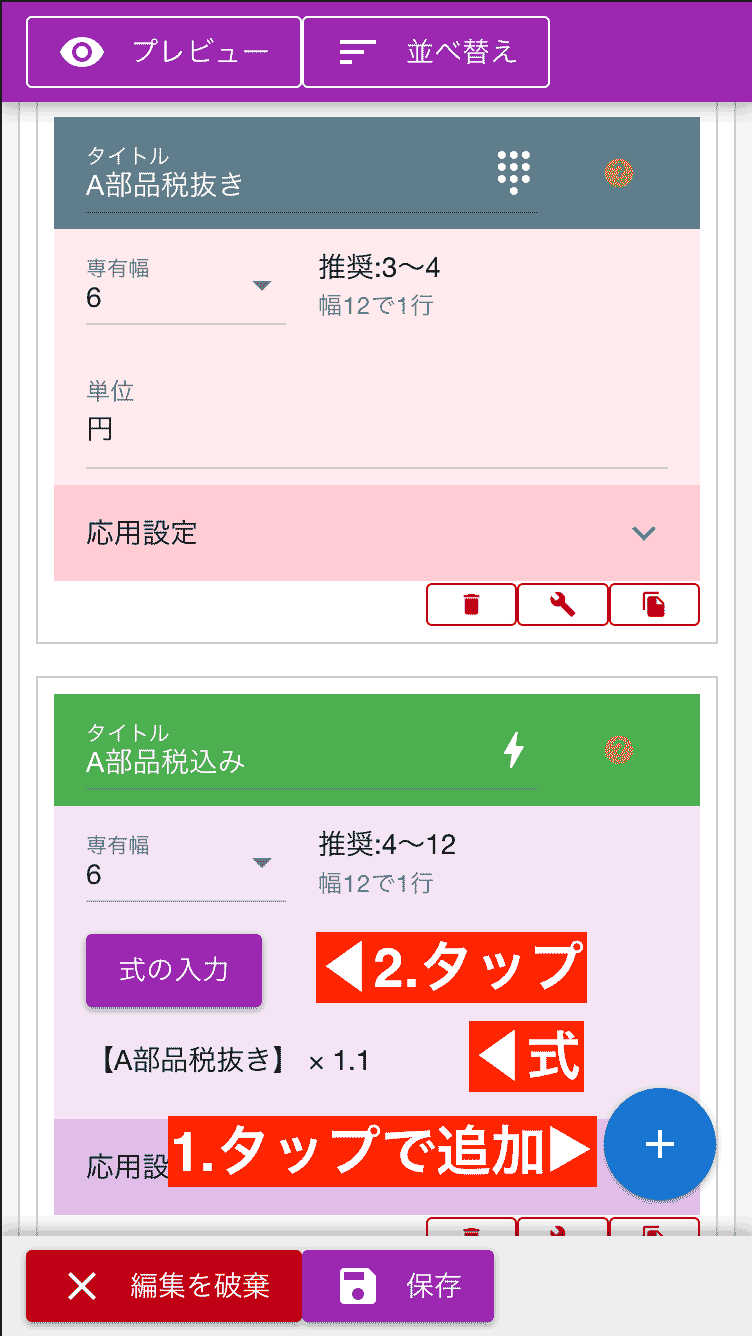 プレビュー
並べ替え
タイトル
A部品税抜き
専有幅
6
推奨:3〜4
幅12で1行
単位
円
応用設定
タイトル
A部品税込み
専有幅
6
推奨:4〜12
幅12で1行
式の入力
◀2.タップ
【A部品税抜き】 × 1.1
◀式
応用設
1.タップで追加▶
編集を破棄
保存